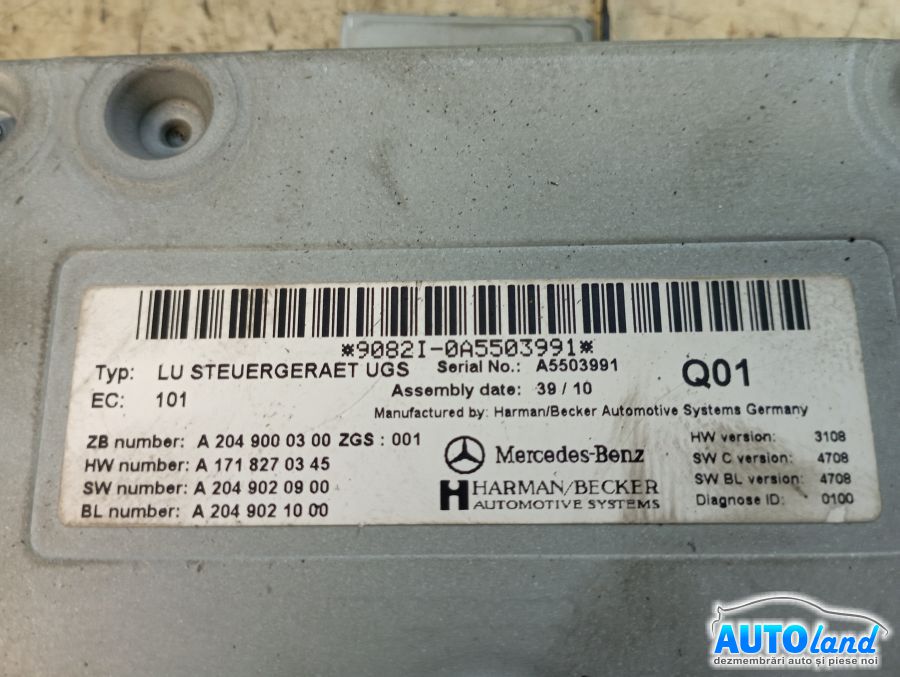 *9082I-0A5503991*
Typ: LU STEUERGERAET UGS Serial No.: A5503991 Q01
EC: 101 Assembly date: 39 / 10
Manufactured by: Harman/Becker Automotive Systems Germany
ZB number: A 204 900 03 00 ZGS : 001 HW version: 3108
HW number: A 171 827 03 45 Mercedes-Benz SW C version: 4708
SW number: A 204 902 09 00 HARMAN/BECKER SW BL version: 4708
BL number: A 204 902 10 00 AUTOMOTIVE SYSTEMS Diagnose ID: 0100
AUTOland
dezmembrări auto și piese noi